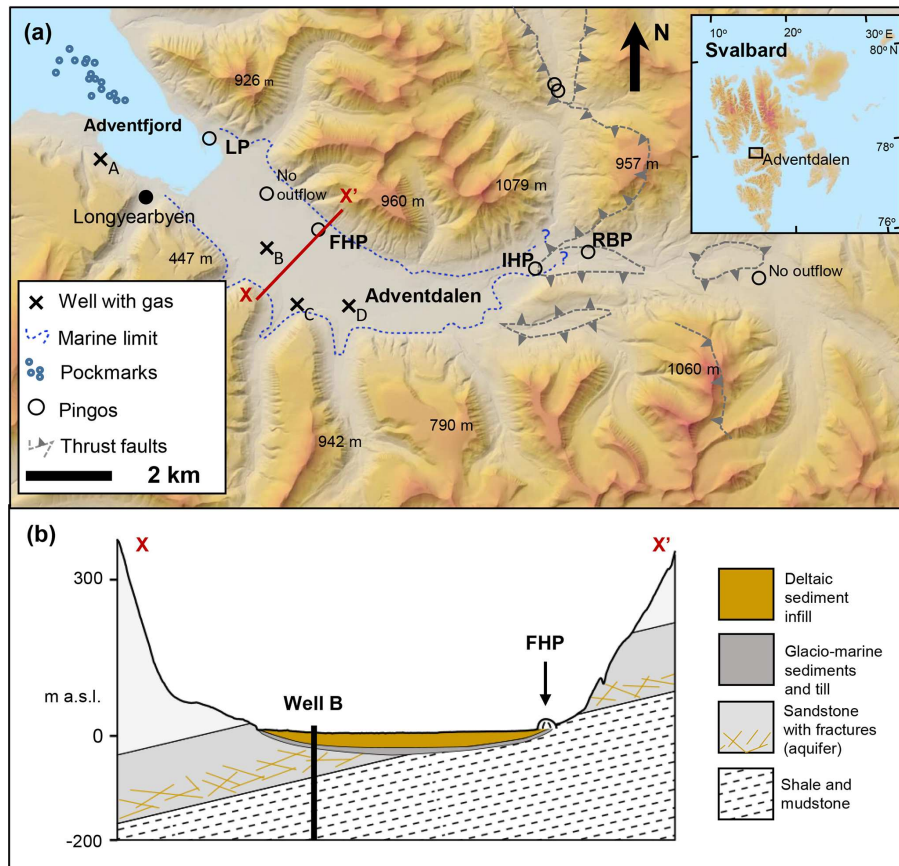 (a)
926 m
N
10°
20°
30° E
80° N
Svalbard
78°
Adventdalen
76°
Adventfjord
A
LP
No
outflow
957 m
1079 m
Longyearbyen
X'
960 m
FHP
?
?
RBP
IHP
447 m
B
No outflow
X
Adventdalen
C
D
Well with gas
Marine limit
Pockmarks
Pingos
Thrust faults
2 km
1060 m
942 m
790 m
(b)
X
X'
300
FHP
m a.s.l.
Well B
0
-200
Deltaic
sediment
infill
Glacio-marine
sediments
and till
Sandstone
with fractures
(aquifer)
Shale and
mudstone